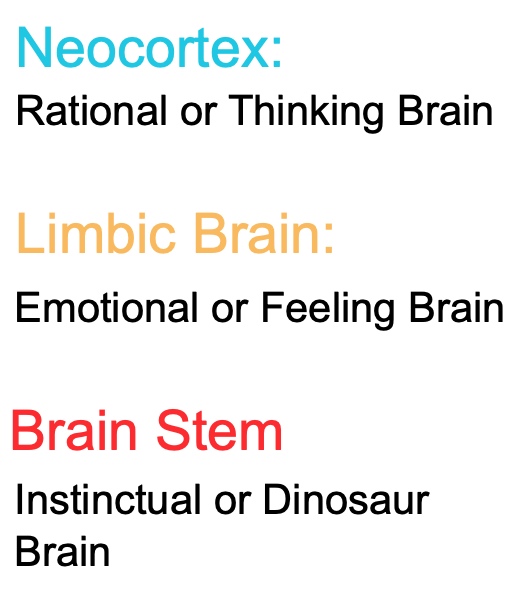 Neocortex:
Rational or Thinking Brain
Limbic Brain:
Emotional or Feeling Brain
Brain Stem
Instinctual or Dinosaur
Brain